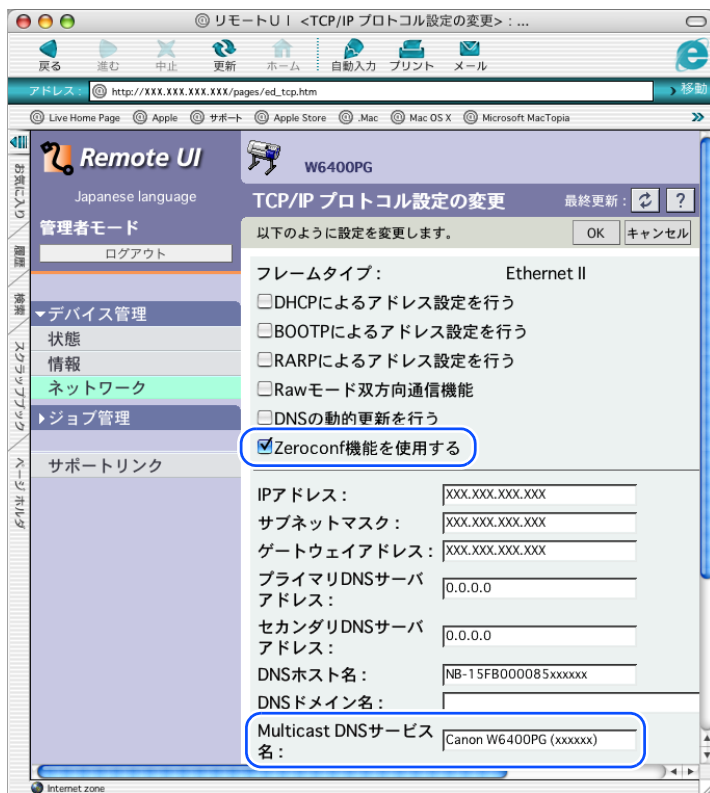 リモートUI <TCP/IP プロトコル設定の変更> : ...
戻る 進む 中止 更新 ホーム 自動入力 プリント メール
アドレス : http://XXX.XXX.XXX.XXX/pages/ed_tcp.htm 移動
Live Home Page Apple サポート Apple Store .Mac Mac OS X Microsoft MacTopia
お気に入り
履歴
検索
スクラップブック
ページ ホルダ
Remote UI
Japanese language
管理者モード
ログアウト
デバイス管理
状態
情報
ネットワーク
ジョブ管理
サポートリンク
W6400PG
TCP/IP プロトコル設定の変更 最終更新 : ?
以下のように設定を変更します。 OK キャンセル
フレームタイプ : Ethernet II
DHCPによるアドレス設定を行う
BOOTPによるアドレス設定を行う
RARPによるアドレス設定を行う
Rawモード双方向通信機能
DNSの動的更新を行う
Zeroconf機能を使用する
IPアドレス : XXX.XXX.XXX.XXX
サブネットマスク : XXX.XXX.XXX.XXX
ゲートウェイアドレス : XXX.XXX.XXX.XXX
プライマリDNSサーバ
アドレス : 0.0.0.0
セカンダリDNSサーバ
アドレス : 0.0.0.0
DNSホスト名 : NB-15FB000085xxxxxx
DNSドメイン名 :
Multicast DNSサービス
名 : Canon W6400PG (xxxxxx)
Internet zone